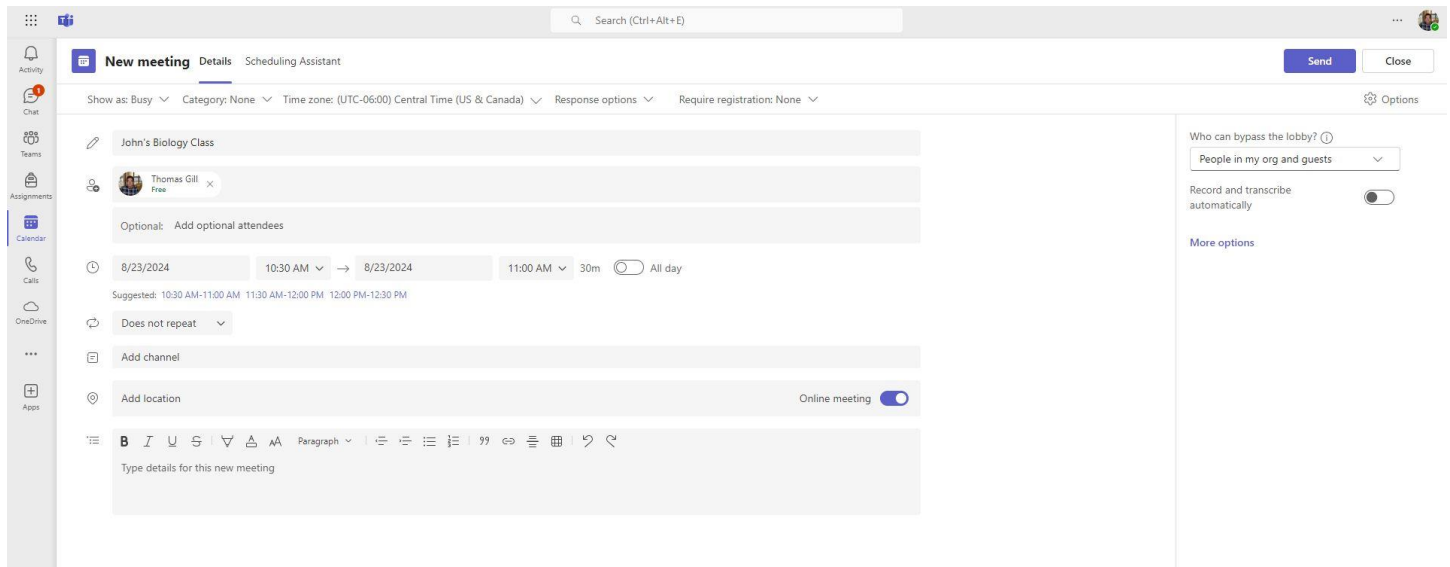 Search (Ctrl+Alt+E)
Activity
1
Chat
Teams
Assignments
Calendar
Calls
OneDrive
Apps
New meeting Details Scheduling Assistant Send Close
Show as: Busy Category: None Time zone: (UTC-06:00) Central Time (US & Canada) Response options Require registration: None Options
John's Biology Class
Thomas Gill
Free
Optional: Add optional attendees
8/23/2024 10:30 AM → 8/23/2024 11:00 AM 30m All day
Suggested: 10:30 AM-11:00 AM 11:30 AM-12:00 PM 12:00 PM-12:30 PM
Does not repeat
Add channel
Add location Online meeting
B I U S A AA Paragraph 99
Type details for this new meeting
Who can bypass the lobby?
People in my org and guests
Record and transcribe
automatically
More options